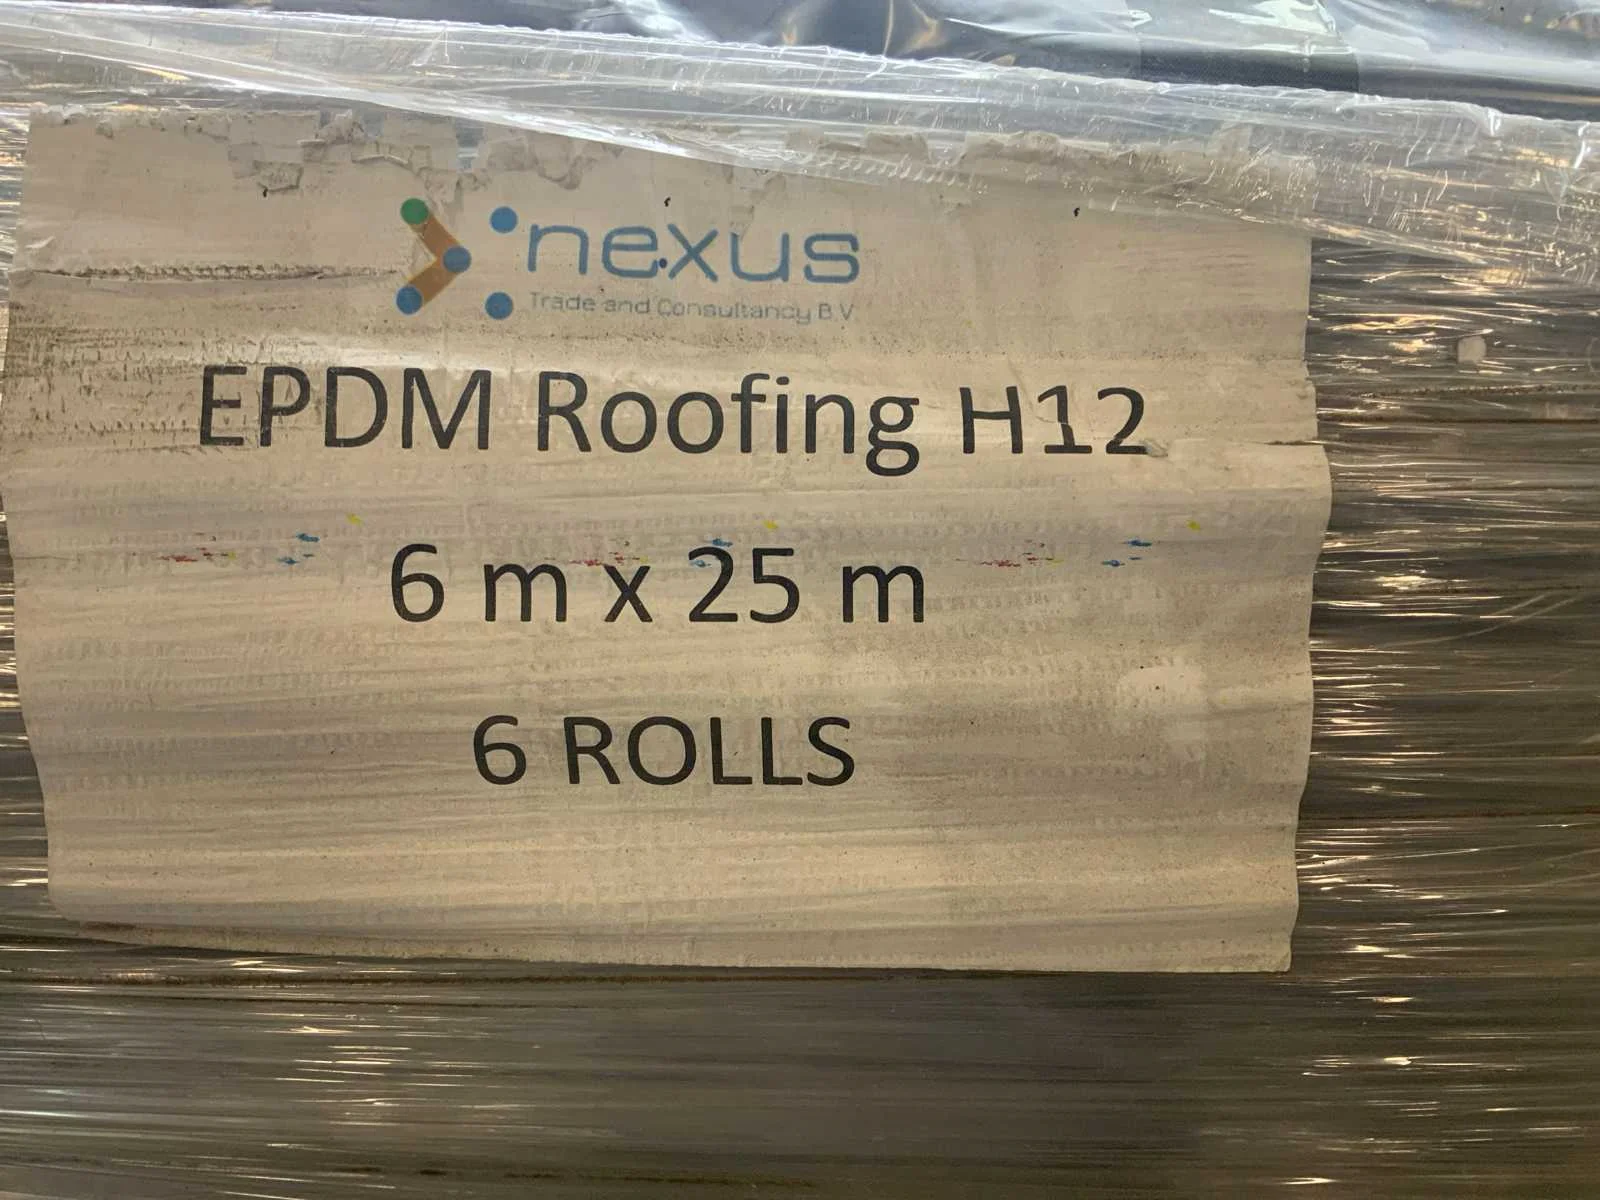 nexus
Trade and Consultancy B.V.
EPDM Roofing H12
6 m x 25 m
6 ROLLS